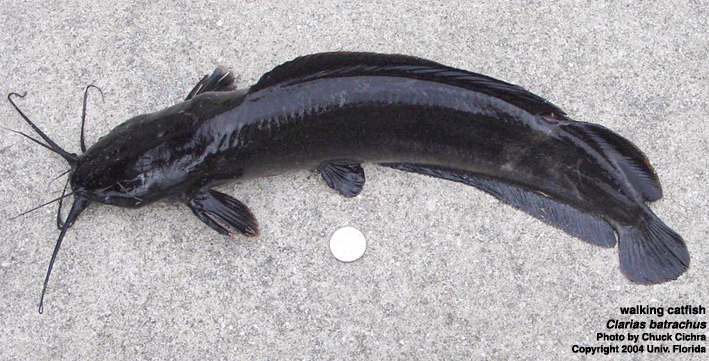 walking catfish
Clarias batrachus
Photo by Chuck Cichra
Copyright 2004 Univ. Florida